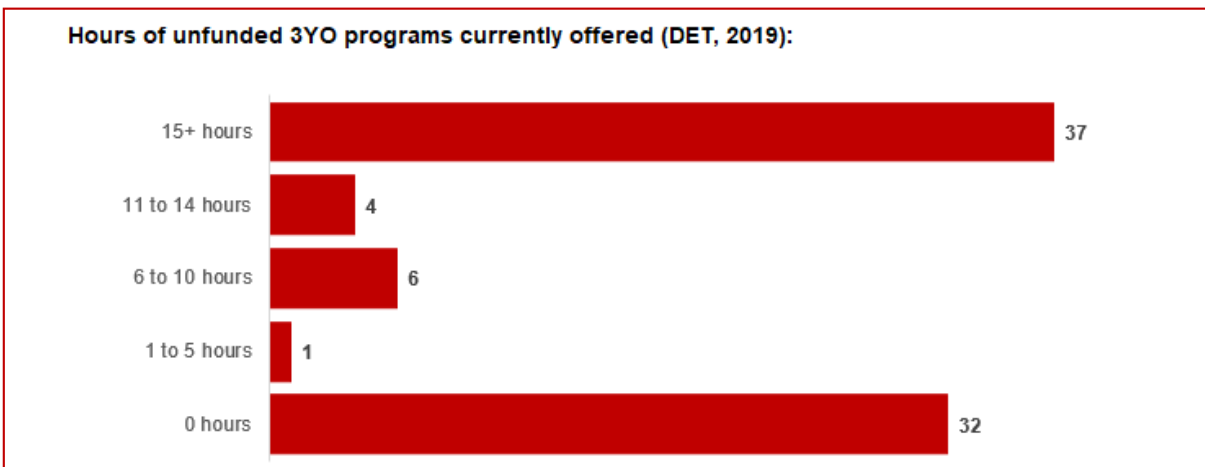 Hours of unfunded 3YO programs currently offered (DET, 2019):
15+ hours 37
11 to 14 hours 4
6 to 10 hours 6
1 to 5 hours 1
0 hours 32